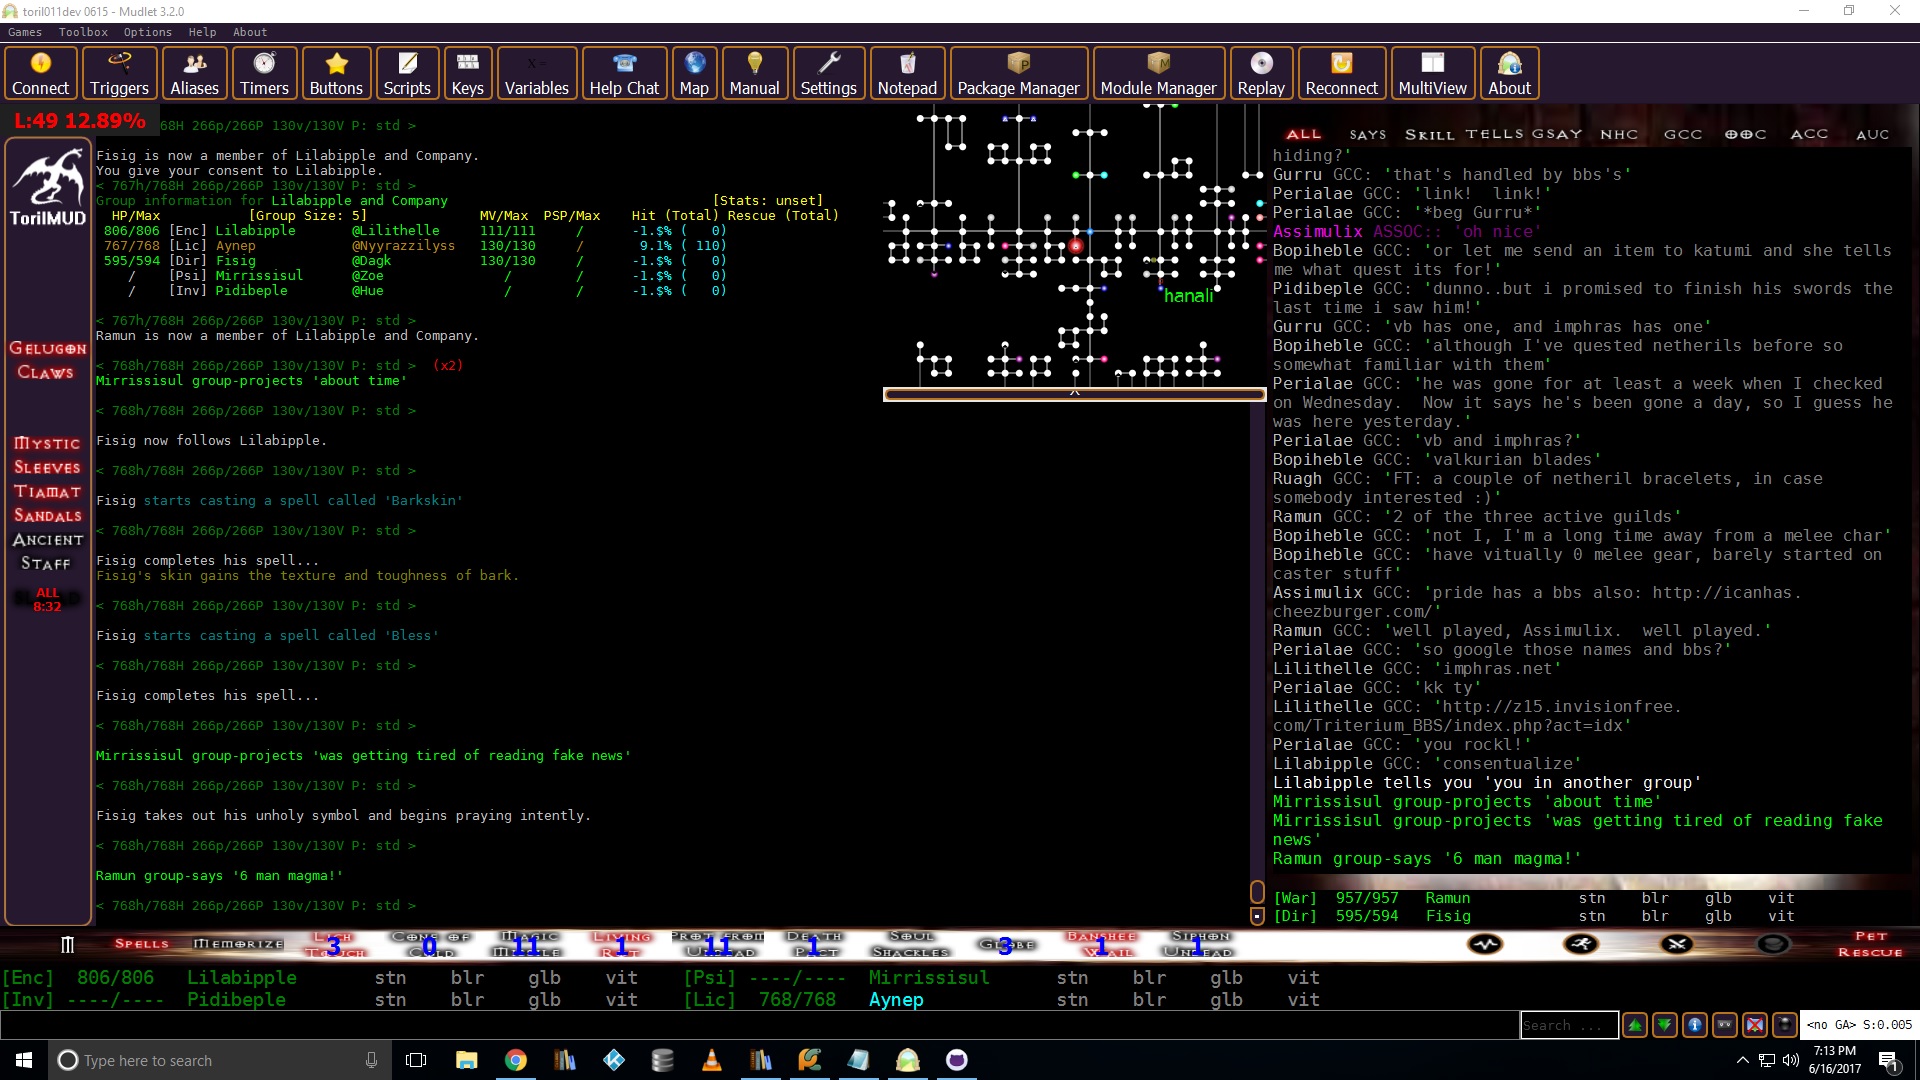 toril011dev 0615 - Mudlet 3.2.0
Games Toolbox Options Help About
Connect Triggers Aliases Timers Buttons Scripts Keys Variables Help Chat Map Manual Settings Notepad Package Manager Module Manager Replay Reconnect MultiView About
L:49 12.89%
TorilMUD
Gelugon
Claws
Mystic
Sleeves
Tiamat
Sandals
Ancient
Staff
ALL
8:32
68H 266p/266P 130v/130V P: std >
Fisig is now a member of Lilabipple and Company.
You give your consent to Lilabipple.
< 767h/768H 266p/266P 130v/130V P: std >
Group information for Lilabipple and Company [Stats: unset]
HP/Max [Group Size: 5] MV/Max PSP/Max Hit (Total) Rescue (Total)
806/806 [Enc] Lilabipple @Lilithelle 111/111 / -1.$% ( 0)
767/768 [Lic] Aynep @Nyyrazzilyss 130/130 / 9.1% ( 110)
595/594 [Dir] Fisig @Dagk 130/130 / -1.$% ( 0)
/ [Psi] Mirrissisul @Zoe / / -1.$% ( 0)
/ [Inv] Pidibeple @Hue / / -1.$% ( 0)
< 767h/768H 266p/266P 130v/130V P: std >
Ramun is now a member of Lilabipple and Company.
< 768h/768H 266p/266P 130v/130V P: std > (x2)
Mirrissisul group-projects 'about time'
< 768h/768H 266p/266P 130v/130V P: std >
Fisig now follows Lilabipple.
< 768h/768H 266p/266P 130v/130V P: std >
Fisig starts casting a spell called 'Barkskin'
< 768h/768H 266p/266P 130v/130V P: std >
Fisig completes his spell...
Fisig's skin gains the texture and toughness of bark.
< 768h/768H 266p/266P 130v/130V P: std >
Fisig starts casting a spell called 'Bless'
< 768h/768H 266p/266P 130v/130V P: std >
Fisig completes his spell...
< 768h/768H 266p/266P 130v/130V P: std >
Mirrissisul group-projects 'was getting tired of reading fake news'
< 768h/768H 266p/266P 130v/130V P: std >
Fisig takes out his unholy symbol and begins praying intently.
< 768h/768H 266p/266P 130v/130V P: std >
Ramun group-says '6 man magma!'
< 768h/768H 266p/266P 130v/130V P: std >
hanali
ALL SAYS SKILL TELLS GSAY NHC GCC OOC ACC AUC
hiding?'
Gurru GCC: 'that's handled by bbs's'
Perialae GCC: 'link!  link!'
Perialae GCC: '*beg Gurru*'
Assimulix ASSOC:: 'oh nice'
Bopiheble GCC: 'or let me send an item to katumi and she tells
me what quest its for!'
Pidibeple GCC: 'dunno..but i promised to finish his swords the
last time i saw him!'
Gurru GCC: 'vb has one, and imphras has one'
Bopiheble GCC: 'although I've quested netherils before so
somewhat familiar with them'
Perialae GCC: 'he was gone for at least a week when I checked
on Wednesday.  Now it says he's been gone a day, so I guess he
was here yesterday.'
Perialae GCC: 'vb and imphras?'
Bopiheble GCC: 'valkurian blades'
Ruagh GCC: 'FT: a couple of netheril bracelets, in case
somebody interested :)'
Ramun GCC: '2 of the three active guilds'
Bopiheble GCC: 'not I, I'm a long time away from a melee char'
Bopiheble GCC: 'have vitually 0 melee gear, barely started on
caster stuff'
Assimulix GCC: 'pride has a bbs also: http://icanhas.
cheezburger.com/'
Ramun GCC: 'well played, Assimulix.  well played.'
Perialae GCC: 'so google those names and bbs?'
Lilithelle GCC: 'imphras.net'
Perialae GCC: 'kk ty'
Lilithelle GCC: 'http://z15.invisionfree.
com/Triterium_BBS/index.php?act=idx'
Perialae GCC: 'you rockl!'
Lilabipple GCC: 'consentualize'
Lilabipple tells you 'you in another group'
Mirrissisul group-projects 'about time'
Mirrissisul group-projects 'was getting tired of reading fake
news'
Ramun group-says '6 man magma!'
[War] 957/957 Ramun stn blr glb vit
[Dir] 595/594 Fisig stn blr glb vit
Spells Memorize Lich Touch 3 Cone of Cold 0 Magic Missile 11 Living 1 Prot From Undead 11 Death Pact 1 Soul Shackles Globe 3 Banshee Wail 1 Siphon Undead 1 Pet Rescue
[Enc] 806/806 Lilabipple stn blr glb vit [Psi] ----/---- Mirrissisul stn blr glb vit
[Inv] ----/---- Pidibeple stn blr glb vit [Lic] 768/768 Aynep stn blr glb vit
Search ... <no GA> S:0.005
Type here to search
7:13 PM
6/16/2017
1